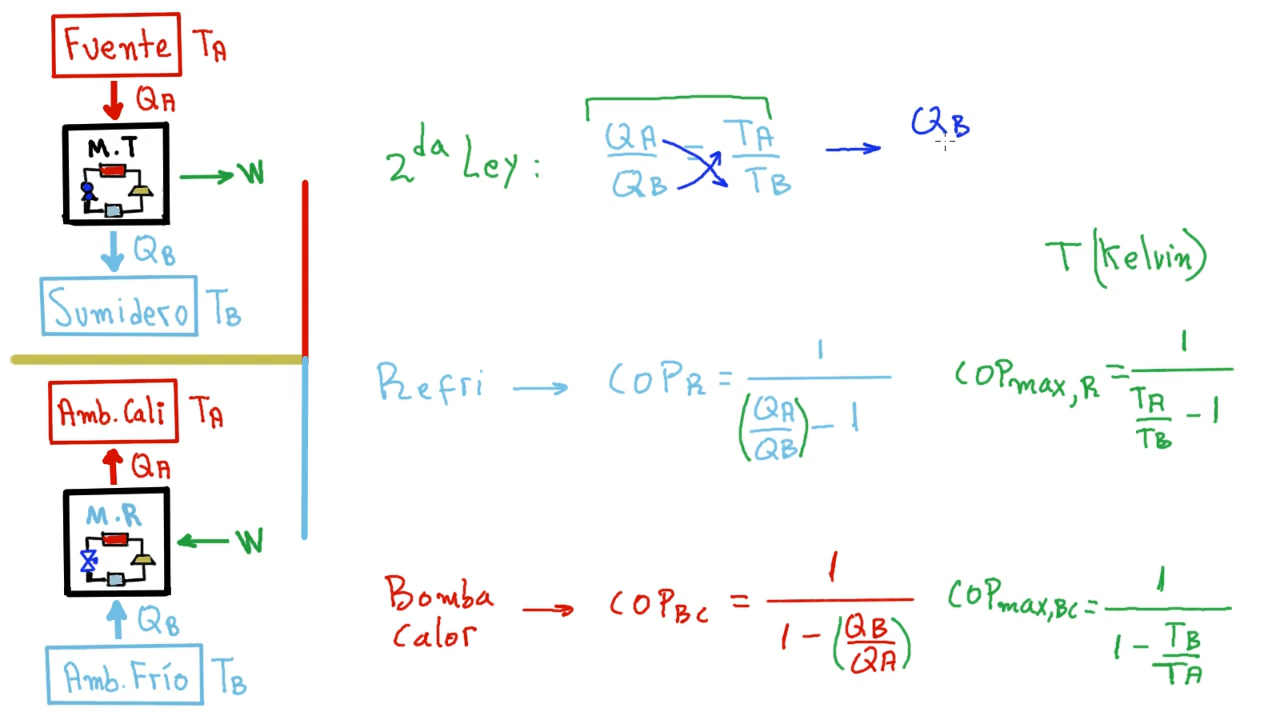 Fuente TA
QA
M.T
W
QB
Sumidero TB
Amb.Cali TA
QA
M.R
W
QB
Amb.Frío TB
2da Ley: QA/QB = TA/TB → QB
T (Kelvin)
Refri → COPR = 1/((QA/QB) - 1)
COPmax,R = 1/(TA/TB - 1)
Bomba
Calor → COPBC = 1/(1 - (QB/QA))
COPmax,BC = 1/(1 - TB/TA)